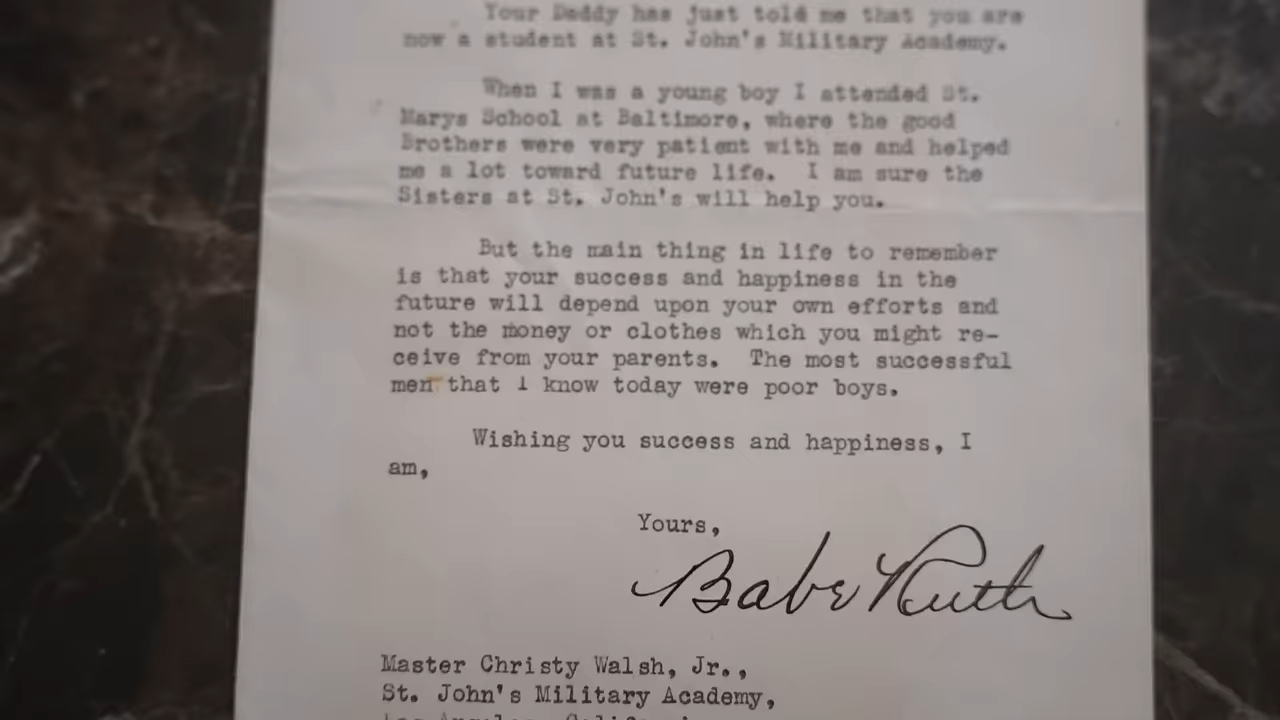 Your Daddy has just told me that you are
now a student at St. John's Military Academy.
When I was a young boy I attended St.
Marys School at Baltimore, where the good
Brothers were very patient with me and helped
me a lot toward future life. I am sure the
Sisters at St. John's will help you.
But the main thing in life to remember
is that your success and happiness in the
future will depend upon your own efforts and
not the money or clothes which you might re-
ceive from your parents. The most successful
men that I know today were poor boys.
Wishing you success and happiness, I
am,
Yours,
Babe Ruth
Master Christy Walsh, Jr.,
St. John's Military Academy,